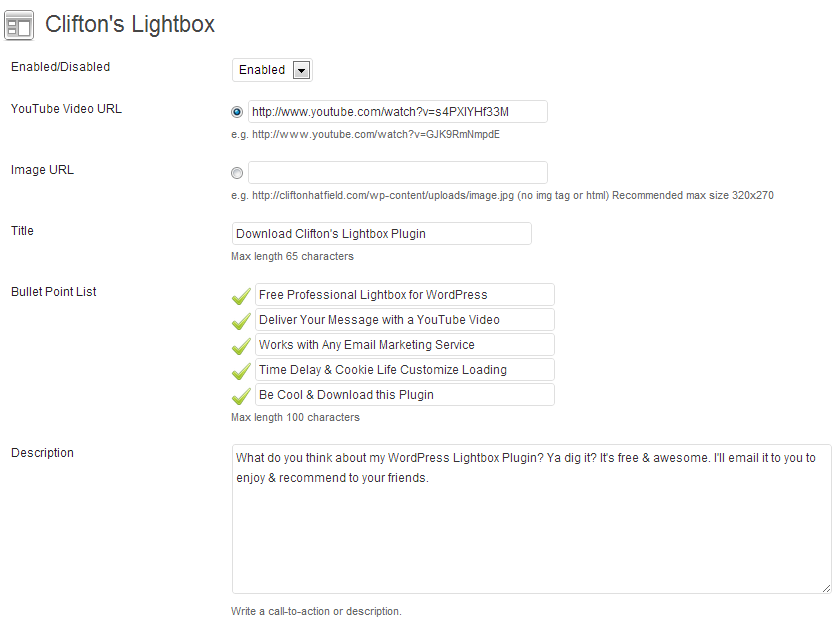 Clifton's Lightbox
Enabled/Disabled
Enabled
YouTube Video URL
http://www.youtube.com/watch?v=s4PXIYHf33M
e.g. http://www.youtube.com/watch?v=GJK9RmNmpdE
Image URL
e.g. http://cliftonhatfield.com/wp-content/uploads/image.jpg (no img tag or html) Recommended max size 320x270
Title
Download Clifton's Lightbox Plugin
Max length 65 characters
Bullet Point List
Free Professional Lightbox for WordPress
Deliver Your Message with a YouTube Video
Works with Any Email Marketing Service
Time Delay & Cookie Life Customize Loading
Be Cool & Download this Plugin
Max length 100 characters
Description
What do you think about my WordPress Lightbox Plugin? Ya dig it? It's free & awesome. I'll email it to you to
enjoy & recommend to your friends.
Write a call-to-action or description.